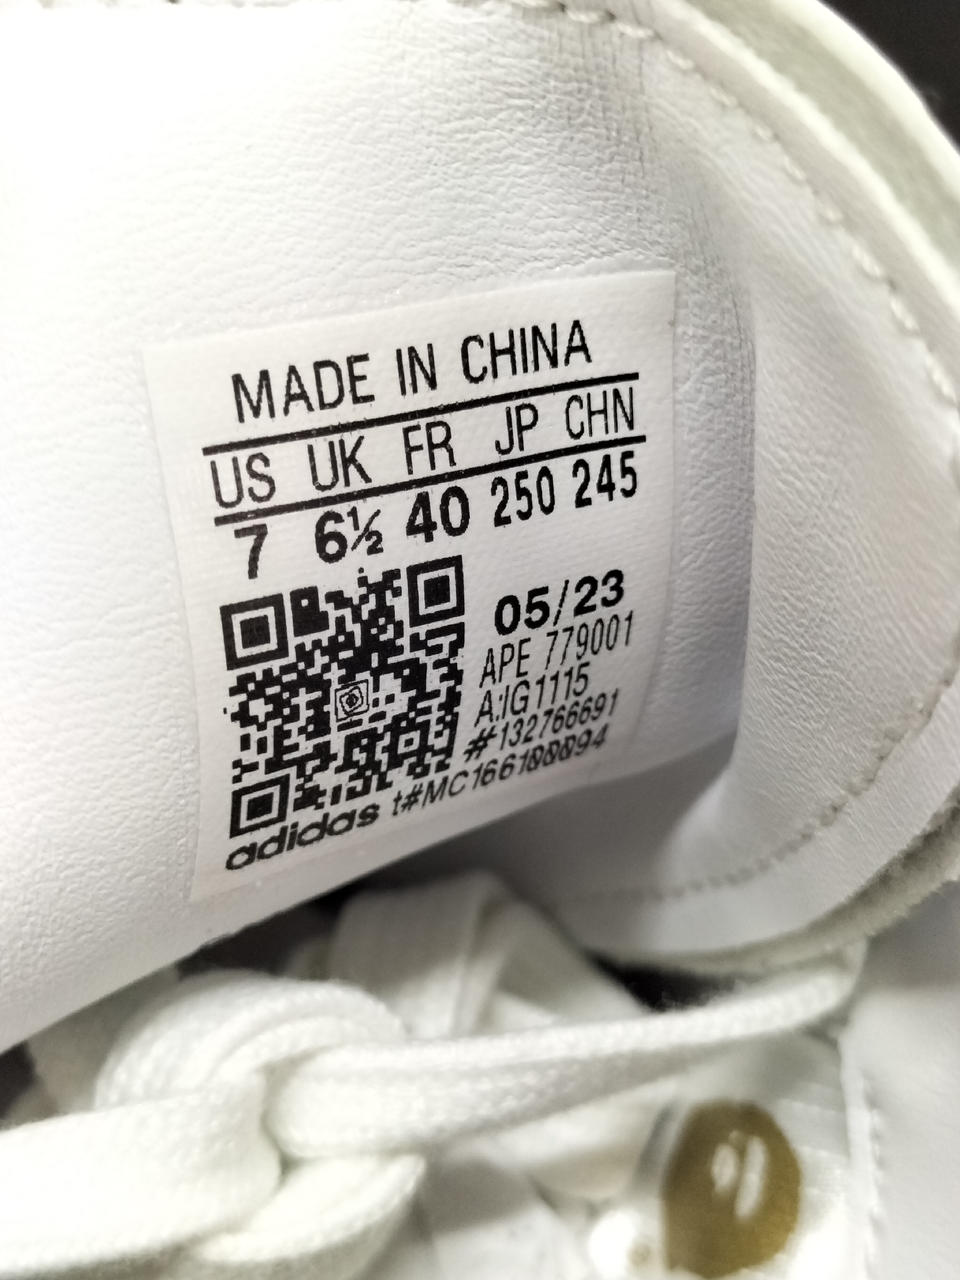 MADE IN CHINA
US UK FR JP CHN
7 6½ 40 250 245
05/23
APE 779001
A:IG1115
#132766691
adidas t#MC166100094